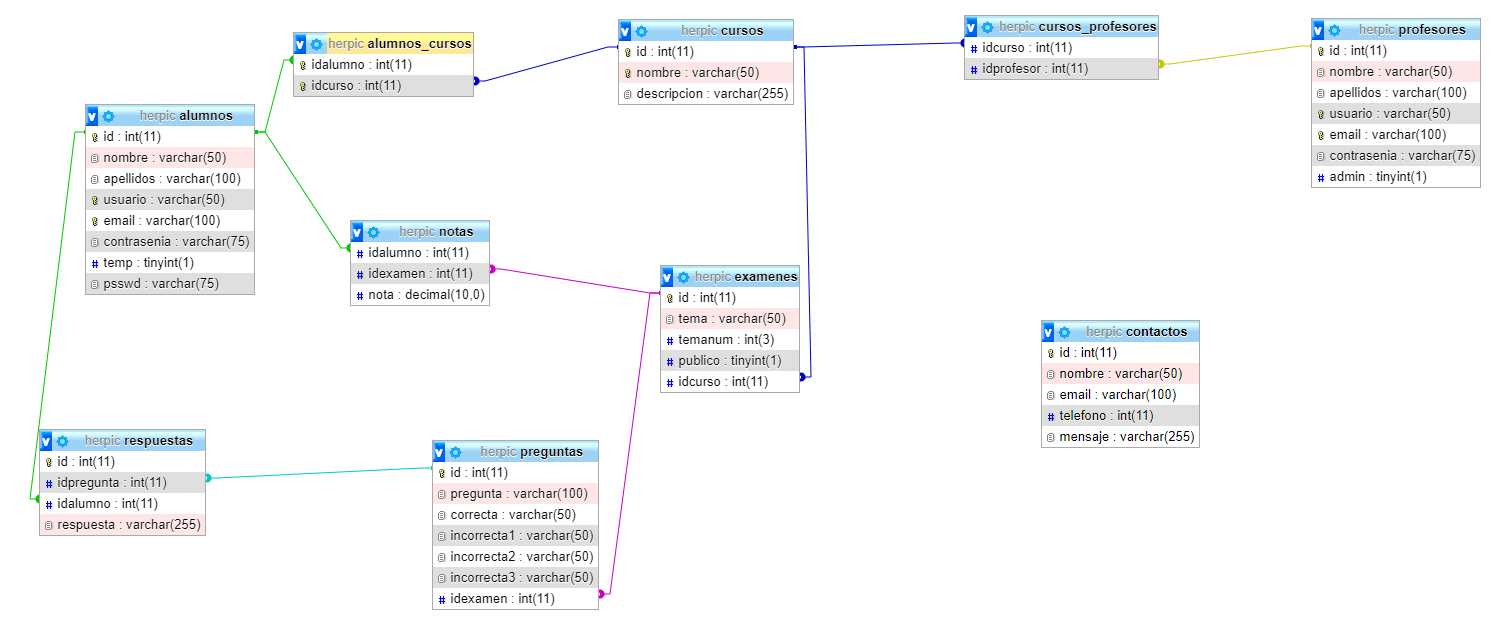 v herpic alumnos_cursos
idalumno : int(11)
idcurso : int(11)
v herpic cursos
id : int(11)
nombre : varchar(50)
descripcion : varchar(255)
v herpic cursos_profesores
# idcurso : int(11)
# idprofesor : int(11)
v herpic profesores
id : int(11)
nombre : varchar(50)
apellidos : varchar(100)
usuario : varchar(50)
email : varchar(100)
contrasenia : varchar(75)
# admin : tinyint(1)
v herpic alumnos
id : int(11)
nombre : varchar(50)
apellidos : varchar(100)
usuario : varchar(50)
email : varchar(100)
contrasenia : varchar(75)
# temp : tinyint(1)
psswd : varchar(75)
v herpic notas
# idalumno : int(11)
# idexamen : int(11)
# nota : decimal(10,0)
v herpic examenes
id : int(11)
tema : varchar(50)
# temanum : int(3)
# publico : tinyint(1)
# idcurso : int(11)
v herpic contactos
id : int(11)
nombre : varchar(50)
email : varchar(100)
# telefono : int(11)
mensaje : varchar(255)
v herpic respuestas
id : int(11)
# idpregunta : int(11)
# idalumno : int(11)
respuesta : varchar(255)
v herpic preguntas
id : int(11)
pregunta : varchar(100)
correcta : varchar(50)
incorrecta1 : varchar(50)
incorrecta2 : varchar(50)
incorrecta3 : varchar(50)
# idexamen : int(11)